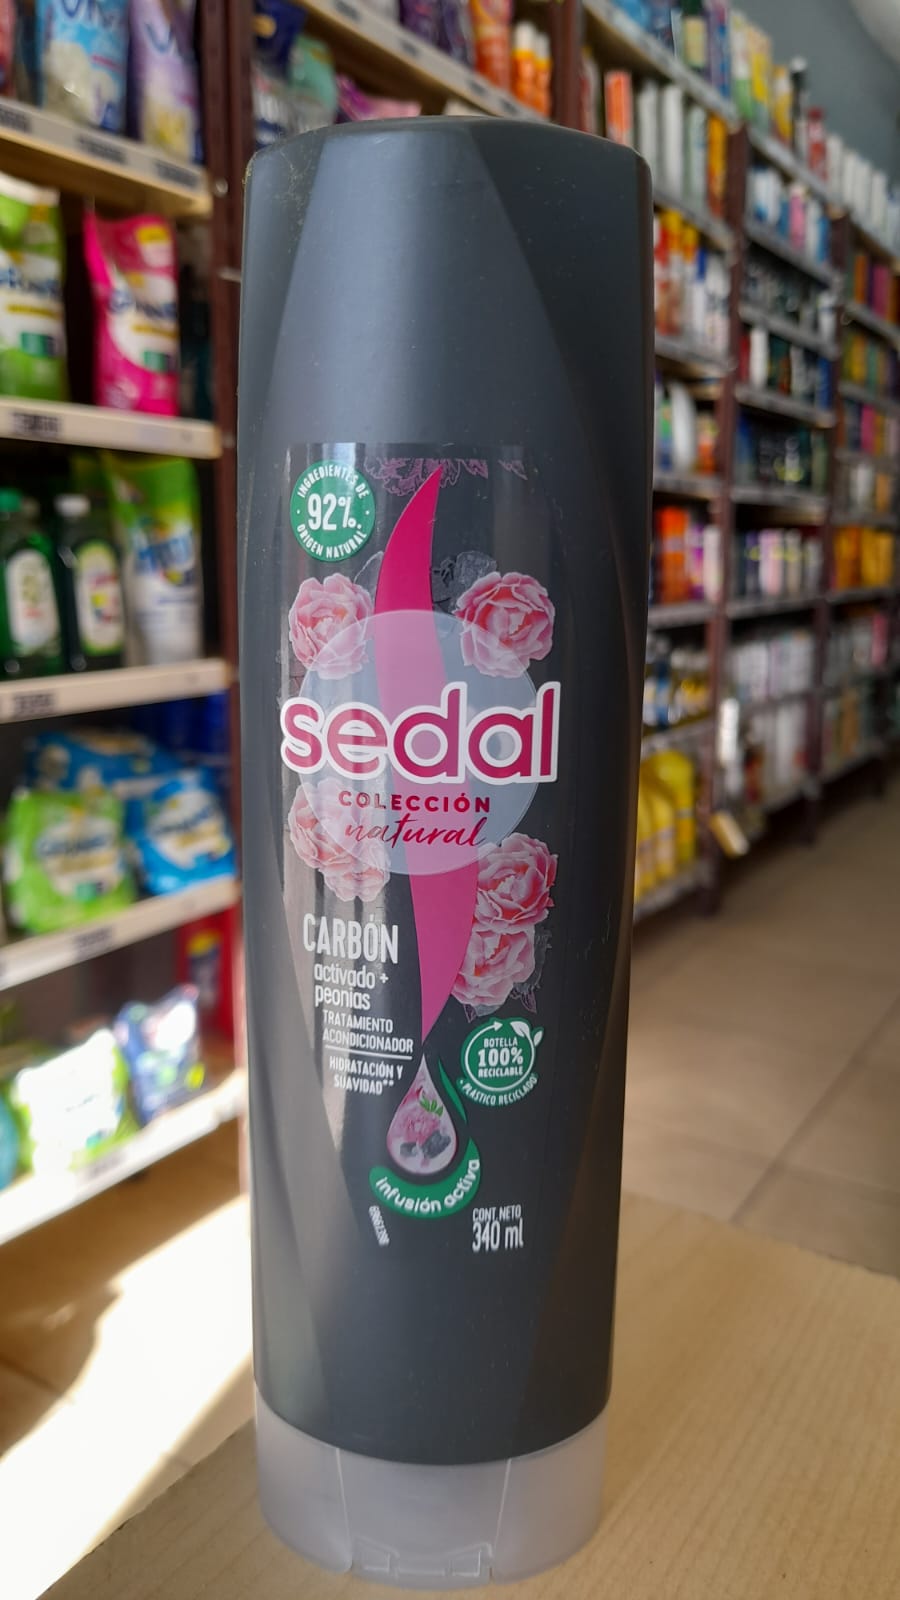 INGREDIENTES DE
92%
ORIGEN NATURAL*
sedal
COLECCIÓN
natural
CARBÓN
activado +
peonias
TRATAMIENTO
ACONDICIONADOR
HIDRATACIÓN Y
SUAVIDAD**
BOTELLA
100%
RECICLABLE
PLÁSTICO RECICLADO
infusión activa
CONT. NETO
340 ml